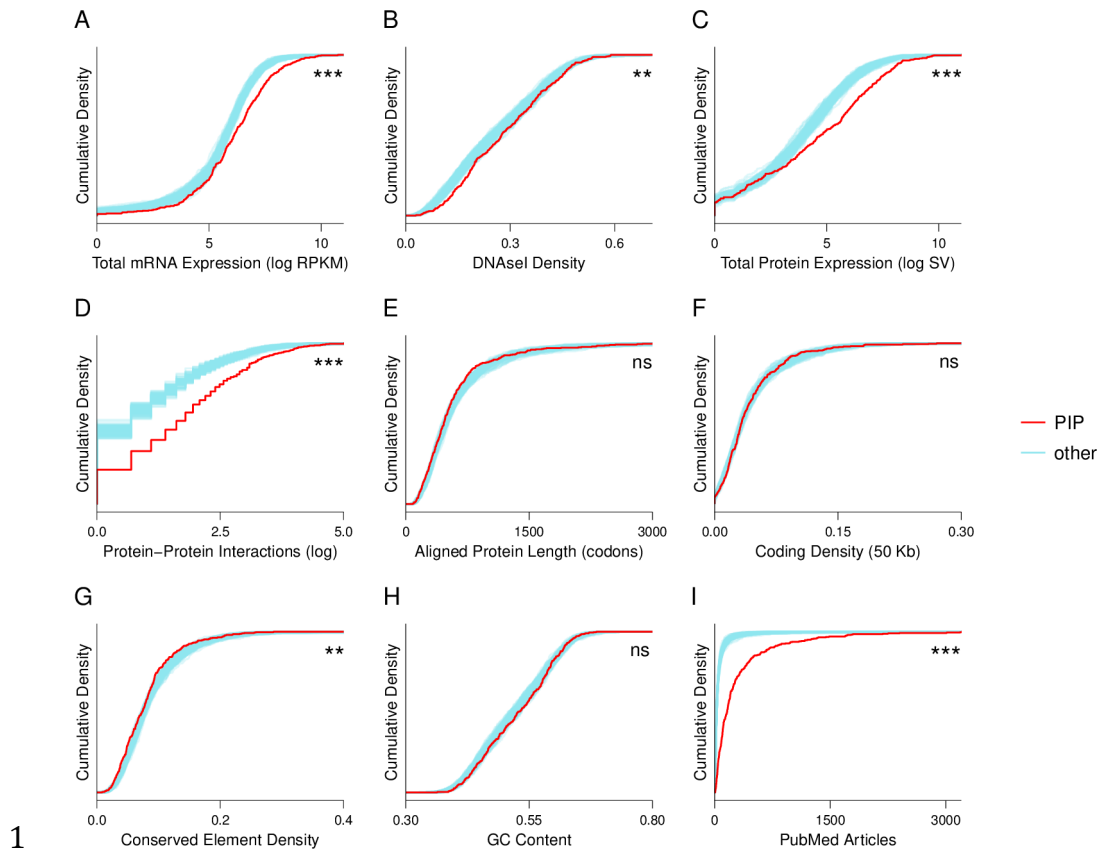 A
B
C
Cumulative Density
***
Cumulative Density
**
Cumulative Density
***
0 5 10
0.0 0.3 0.6
0 5 10
Total mRNA Expression (log RPKM)
DNAseI Density
Total Protein Expression (log SV)
D
E
F
Cumulative Density
***
Cumulative Density
ns
Cumulative Density
ns
PIP
other
0.0 2.5 5.0
0 1500 3000
0.00 0.15 0.30
Protein−Protein Interactions (log)
Aligned Protein Length (codons)
Coding Density (50 Kb)
G
H
I
Cumulative Density
**
Cumulative Density
ns
Cumulative Density
***
0.0 0.2 0.4
0.30 0.55 0.80
0 1500 3000
Conserved Element Density
GC Content
PubMed Articles
1